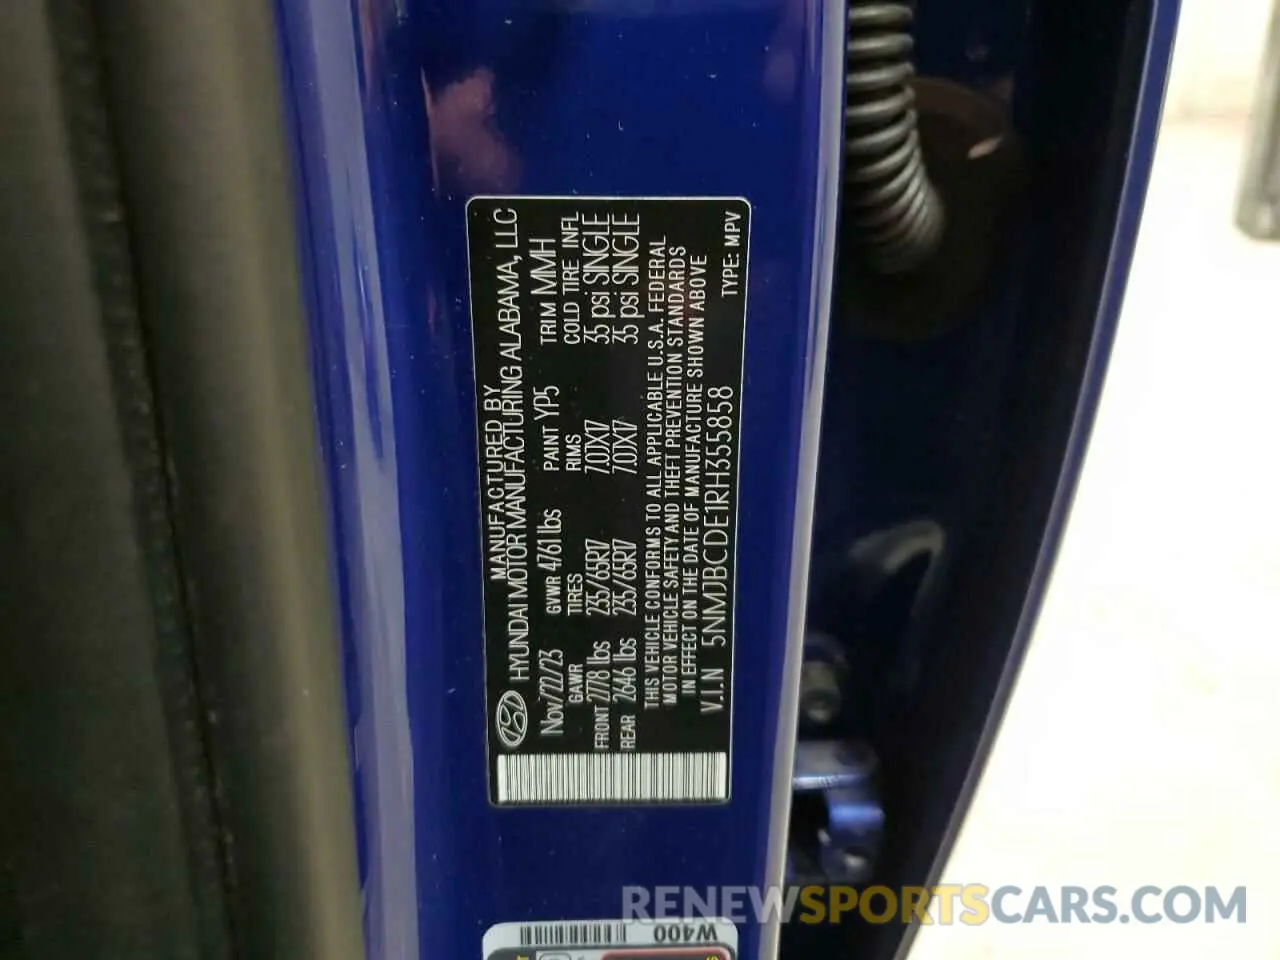 MANUFACTURED BY
HYUNDAI MOTOR MANUFACTURING ALABAMA, LLC
Nov/22/23 GVWR 4761 lbs PAINT YP5 TRIM MMH
GAWR TIRES RIMS COLD TIRE INFL
FRONT 2778 lbs 235/65R17 7.0JX17 35 psi SINGLE
REAR 2646 lbs 235/65R17 7.0JX17 35 psi SINGLE
THIS VEHICLE CONFORMS TO ALL APPLICABLE U.S.A. FEDERAL
MOTOR VEHICLE SAFETY AND THEFT PREVENTION STANDARDS
IN EFFECT ON THE DATE OF MANUFACTURE SHOWN ABOVE
V.I.N 5NMJBCDE1RH355858
TYPE: MPV
W400
RENEWSPORTSCARS.COM